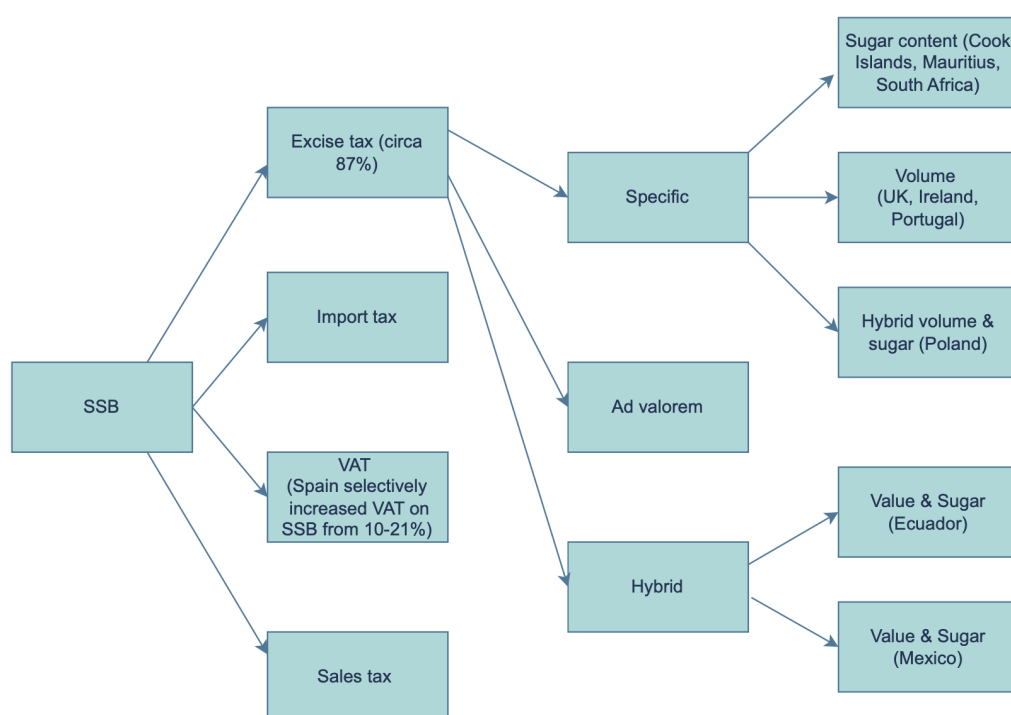 SSB
Excise tax (circa
87%)
Import tax
VAT
(Spain selectively
increased VAT on
SSB from 10-21%)
Sales tax
Specific
Ad valorem
Hybrid
Sugar content (Cook
Islands, Mauritius,
South Africa)
Volume
(UK, Ireland,
Portugal)
Hybrid volume &
sugar (Poland)
Value & Sugar
(Ecuador)
Value & Sugar
(Mexico)